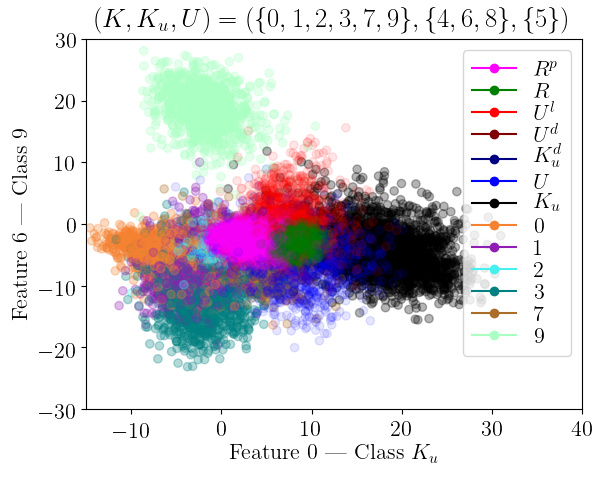 (K, K_u, U) = ({0, 1, 2, 3, 7, 9}, {4, 6, 8}, {5})
30
20
10
0
−10
−20
−30
Feature 6 — Class 9
R^p
R
U^l
U^d
K_u^d
U
K_u
0
1
2
3
7
9
−10 0 10 20 30 40
Feature 0 — Class K_u